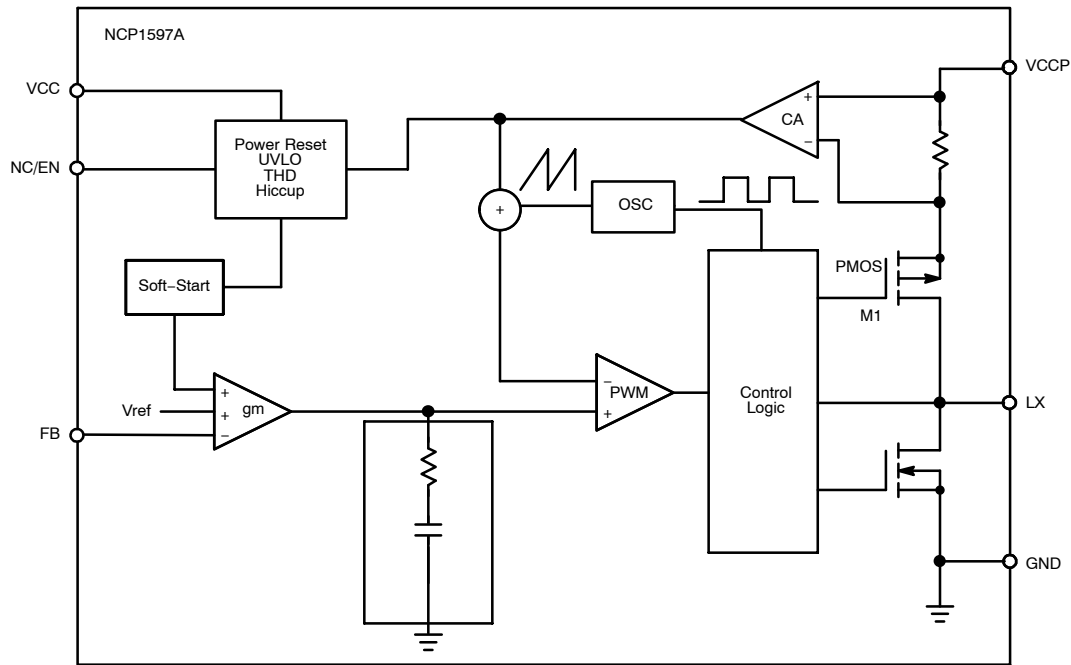 NCP1597A
VCC
NC/EN
Power Reset
UVLO
THD
Hiccup
Soft−Start
Vref
FB
+
+
−
gm
+
OSC
+
−
CA
VCCP
PMOS
M1
−
+
PWM
Control
Logic
LX
GND